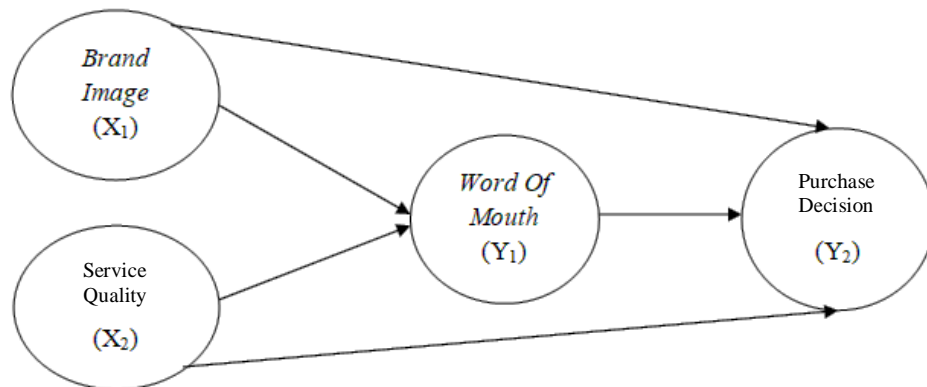 Brand
Image
(X₁)
Word Of
Mouth
(Y₁)
Purchase
Decision
(Y₂)
Service
Quality
(X₂)